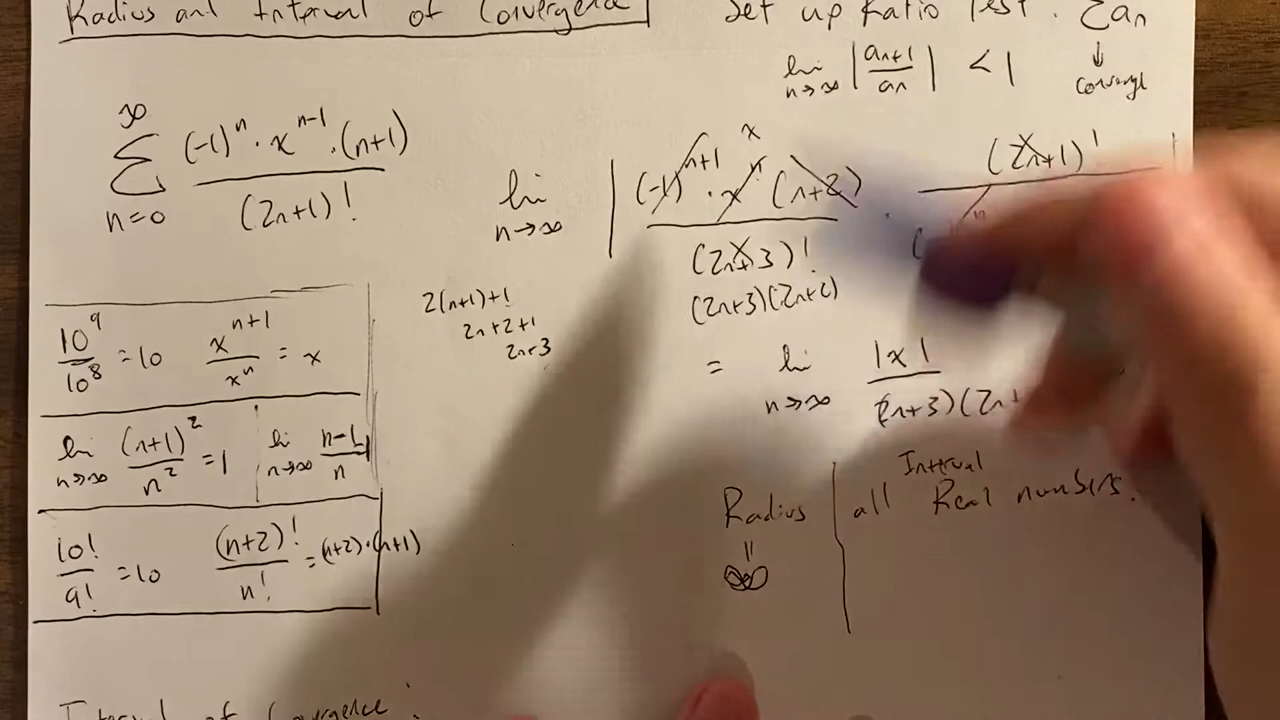 Radius and Interval of Convergence
Set up Ratio Test. Σan
lim n→∞ |an+1/an| < 1
↓
converge
∞ Σ n=0 (-1)^n · x^(n-1) · (n+1) / (2n+1)!
lim n→∞ | (-1)^(n+1) · x^n (n+2) / (2n+3)! · (2n+1)! /
x
(2n+3)(2n+2)
2(n+1)+1
2n+2+1
2n+3
= lim n→∞ |x| / (2n+3)(2n+
10^9/10^8 = 10 x^(n+1)/x^n = x
lim n→∞ (n+1)^2/n^2 = 1 lim n→∞ n-1/n
10!/9! = 10 (n+2)!/n! = (n+2)·(n+1)
Radius
=
∞
Interval
all Real numbers.
Interval of Convergence: